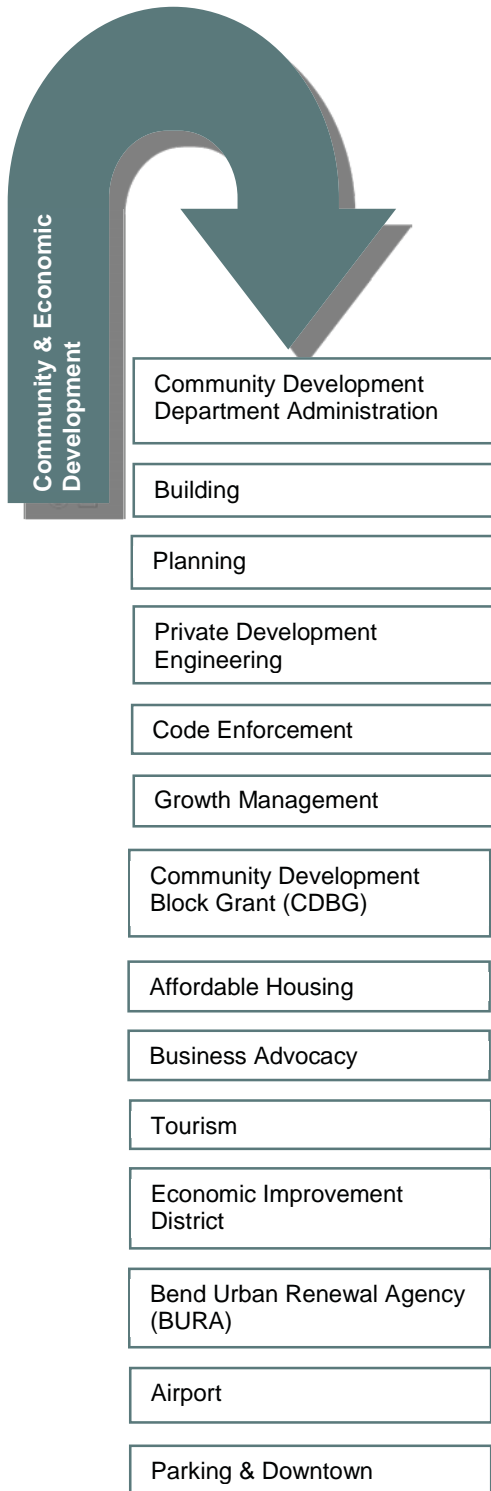 Community & Economic
Development
Community Development
Department Administration
Building
Planning
Private Development
Engineering
Code Enforcement
Growth Management
Community Development
Block Grant (CDBG)
Affordable Housing
Business Advocacy
Tourism
Economic Improvement
District
Bend Urban Renewal Agency
(BURA)
Airport
Parking & Downtown